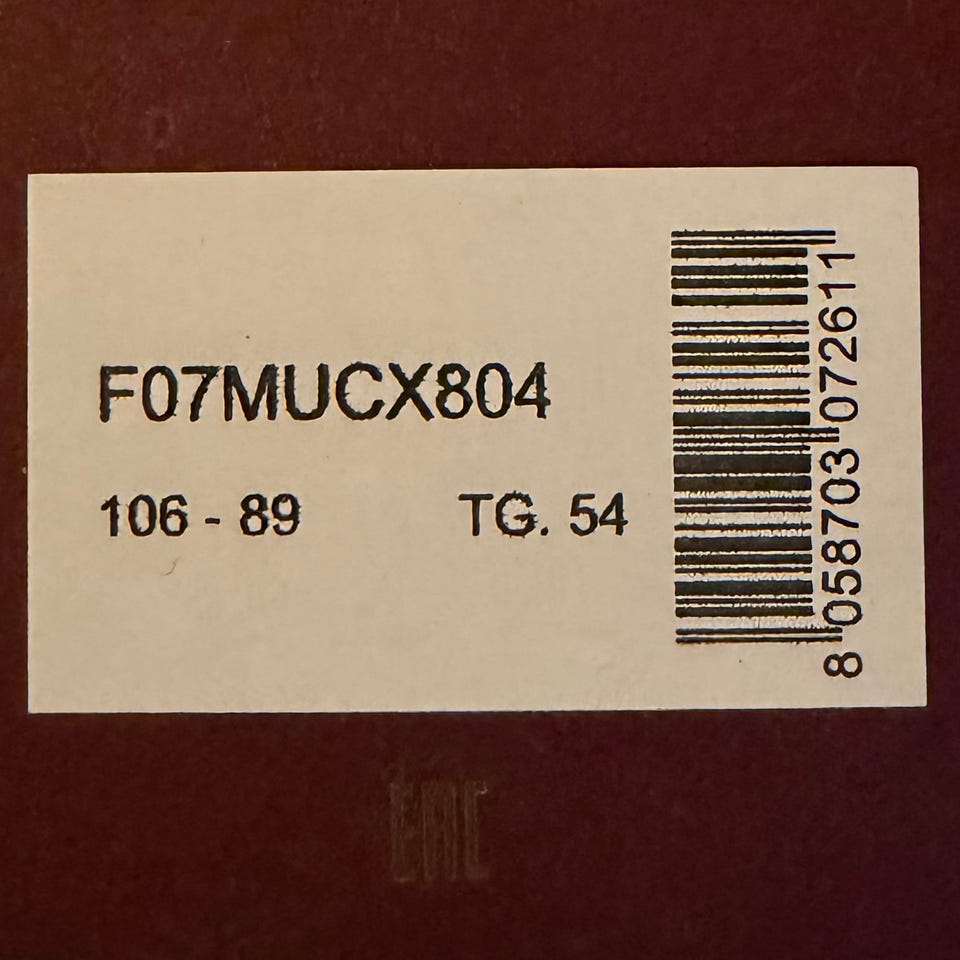 F07MUCX804
106 - 89 TG. 54
8 058703 072611
EAC